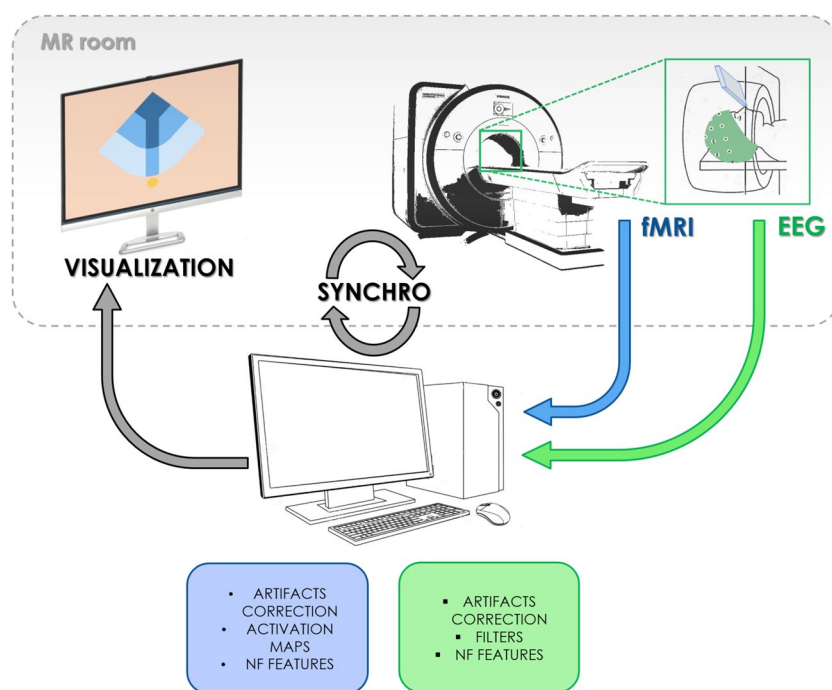 MR room
fMRI
EEG
VISUALIZATION
SYNCHRO
• ARTIFACTS
CORRECTION
• ACTIVATION
MAPS
• NF FEATURES
▪ ARTIFACTS
CORRECTION
▪ FILTERS
▪ NF FEATURES